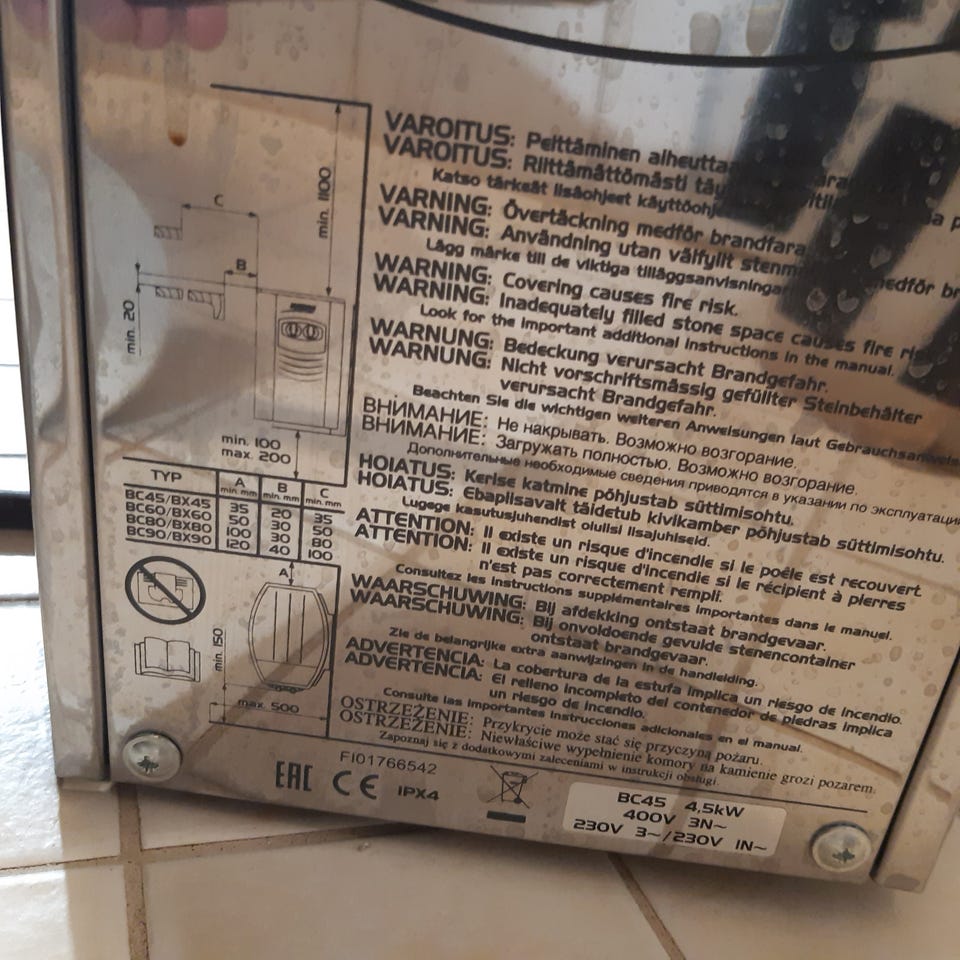 VAROITUS: Peittäminen aiheutta
VAROITUS: Riittämättömästi täy
Katso tärkeät lisäohjeet käyttöohj
VARNING: Övertäckning medför brandfara
VARNING: Användning utan välfyllt stenm medför br
Lägg märke till de viktiga tilläggsanvisningar
WARNING: Covering causes fire risk.
WARNING: Inadequately filled stone space causes fire ri
Look for the important additional instructions in the manual.
WARNUNG: Bedeckung verursacht Brandgefahr.
WARNUNG: Nicht vorschriftsmässig gefüllter Steinbehälter
verursacht Brandgefahr.
Beachten Sie die wichtigen weiteren Anweisungen laut Gebrauchsanweis
ВНИМАНИЕ: Не накрывать. Возможно возгорание.
ВНИМАНИЕ: Загружать полностью. Возможно возгорание.
Дополнительные необходимые сведения приводятся в указании по эксплуатаци
HOIATUS: Kerise katmine põhjustab süttimisohtu.
HOIATUS: Ebapiisavalt täidetub kivikamber põhjustab süttimisohtu.
Lugege kasutusjuhendist olulisi lisajuhiseid.
ATTENTION: Il existe un risque d'incendie si le poêle est recouvert
ATTENTION: Il existe un risque d'incendie si le récipient à pierres
n'est pas correctement rempli.
Consultez les instructions supplémentaires importantes dans le manuel.
WAARSCHUWING: Bij afdekking ontstaat brandgevaar.
WAARSCHUWING: Bij onvoldoende gevulde stenencontainer
ontstaat brandgevaar.
Zie de belangrijke extra aanwijzingen in de handleiding.
ADVERTENCIA: La cobertura de la estufa implica un riesgo de incendio.
ADVERTENCIA: El relleno incompleto del contenedor de piedras implica
un riesgo de incendio.
Consulte las importantes instrucciones adicionales en el manual.
OSTRZEŻENIE: Przykrycie może stać się przyczyną pożaru.
OSTRZEŻENIE: Niewłaściwe wypełnienie komory na kamienie grozi pożarem.
Zapoznaj się z dodatkowymi zaleceniami w instrukcji obsługi.
min. 1100
C
B
min. 20
min. 100
max. 200
TYP A B C
min. mm min. mm min. mm
BC45/BX45 35 20 35
BC60/BX60 50 30 50
BC80/BX80 100 30 80
BC90/BX90 120 40 100
A
min. 150
max. 500
FI01766542
EAC CE IPX4
BC45 4,5kW
400V 3N~
230V 3~/230V 1N~